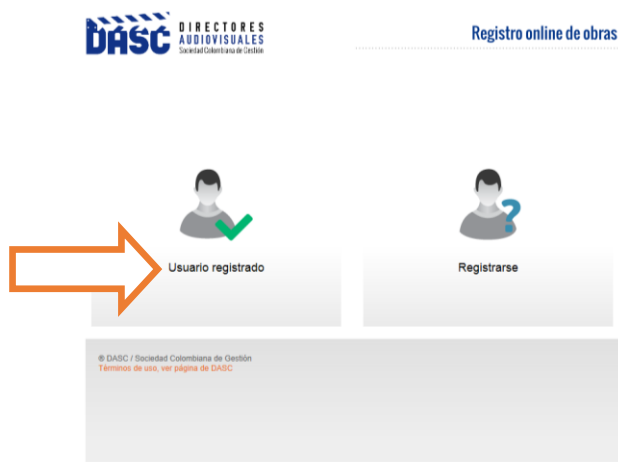 DASC
DIRECTORES
AUDIOVISUALES
Sociedad Colombiana de Gestión
Registro online de obras
Usuario registrado
Registrarse
® DASC / Sociedad Colombiana de Gestión
Términos de uso, ver página de DASC